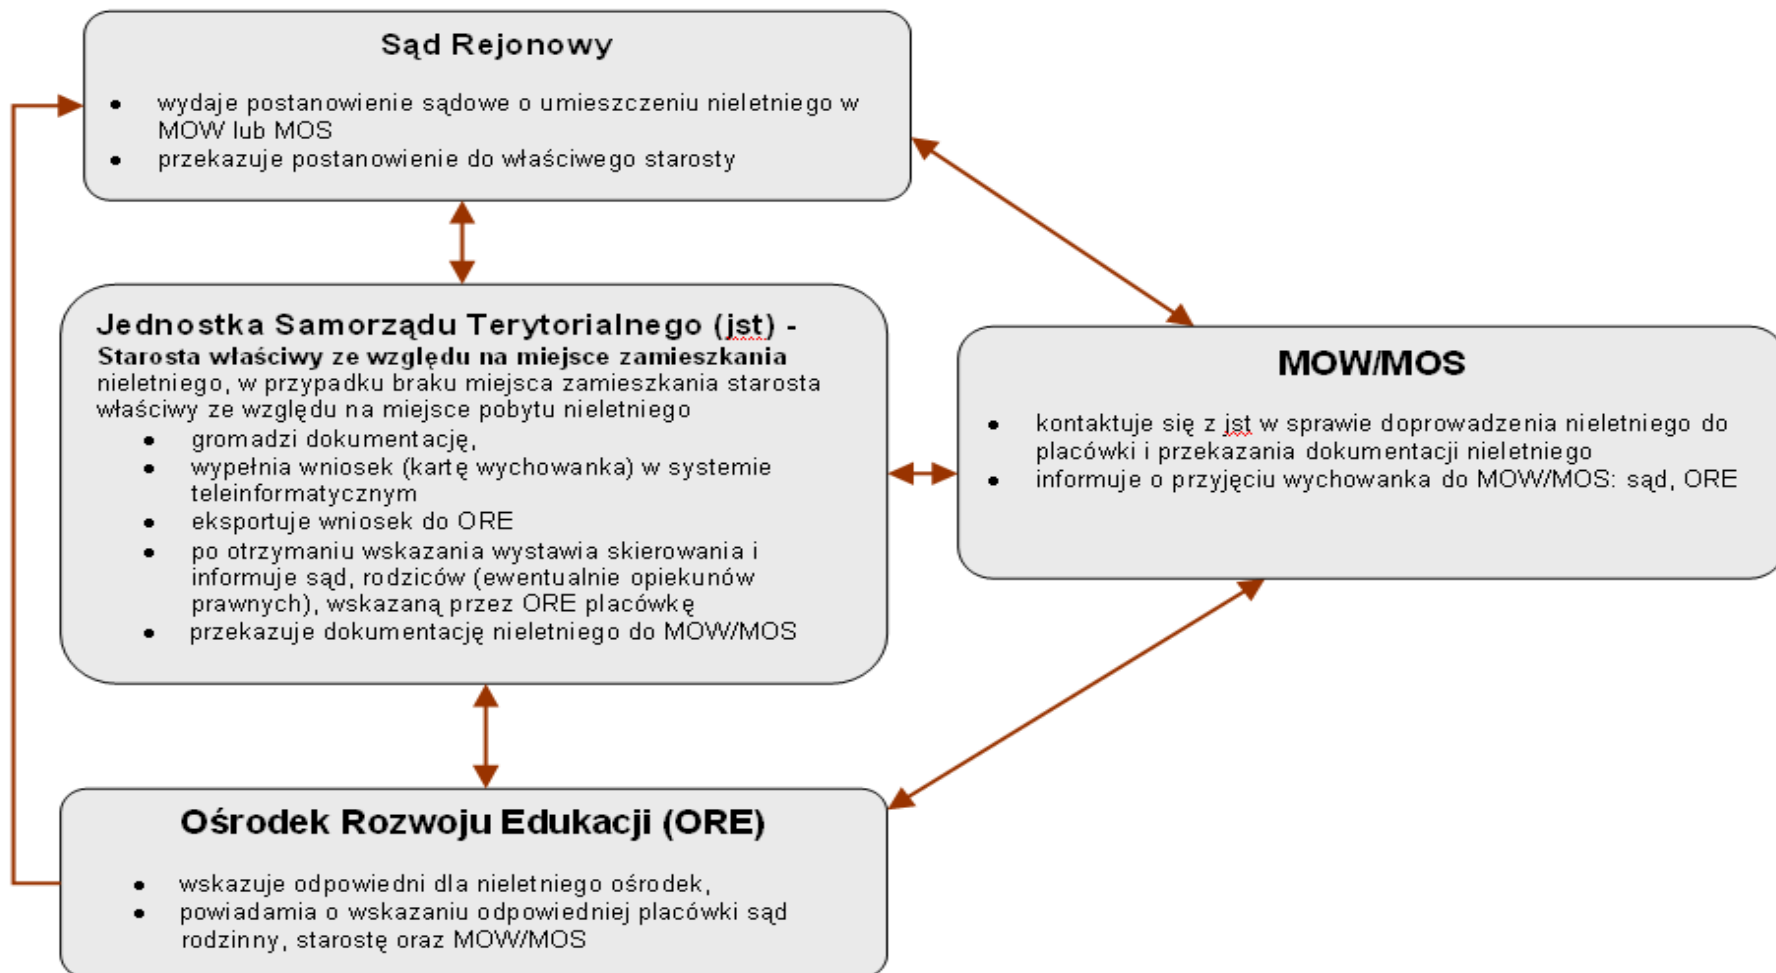 Sąd Rejonowy
● wydaje postanowienie sądowe o umieszczeniu nieletniego w
MOW lub MOS
● przekazuje postanowienie do właściwego starosty
Jednostka Samorządu Terytorialnego (jst) -
Starosta właściwy ze względu na miejsce zamieszkania
nieletniego, w przypadku braku miejsca zamieszkania starosta
właściwy ze względu na miejsce pobytu nieletniego
● gromadzi dokumentację,
● wypełnia wniosek (kartę wychowanka) w systemie
teleinformatycznym
● eksportuje wniosek do ORE
● po otrzymaniu wskazania wystawia skierowania i
informuje sąd, rodziców (ewentualnie opiekunów
prawnych), wskazaną przez ORE placówkę
● przekazuje dokumentację nieletniego do MOW/MOS
MOW/MOS
● kontaktuje się z jst w sprawie doprowadzenia nieletniego do
placówki i przekazania dokumentacji nieletniego
● informuje o przyjęciu wychowanka do MOW/MOS: sąd, ORE
Ośrodek Rozwoju Edukacji (ORE)
● wskazuje odpowiedni dla nieletniego ośrodek,
● powiadamia o wskazaniu odpowiedniej placówki sąd
rodzinny, starostę oraz MOW/MOS